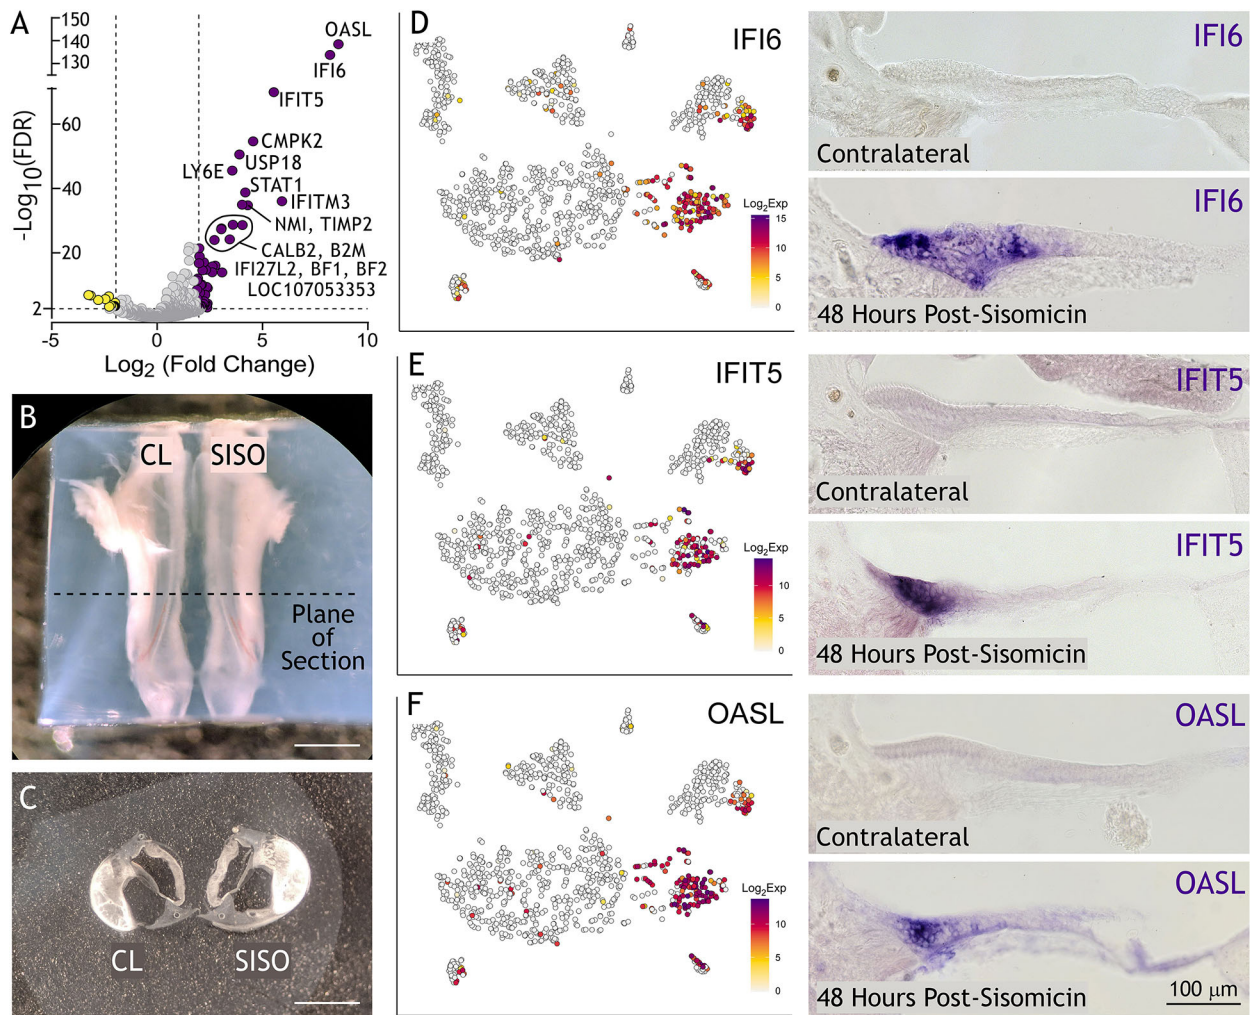 A
150
140
130
60
40
20
2
-Log10(FDR)
-5
0
5
10
Log2 (Fold Change)
OASL
IFI6
IFIT5
CMPK2
USP18
LY6E
STAT1
IFITM3
NMI, TIMP2
CALB2, B2M
IFI27L2, BF1, BF2
LOC107053353
B
CL
SISO
Plane
of
Section
C
CL
SISO
D
IFI6
Log2Exp
15
10
5
0
IFI6
Contralateral
IFI6
48 Hours Post-Sisomicin
E
IFIT5
Log2Exp
10
5
0
IFIT5
Contralateral
IFIT5
48 Hours Post-Sisomicin
F
OASL
Log2Exp
10
5
0
OASL
Contralateral
OASL
48 Hours Post-Sisomicin
100 µm